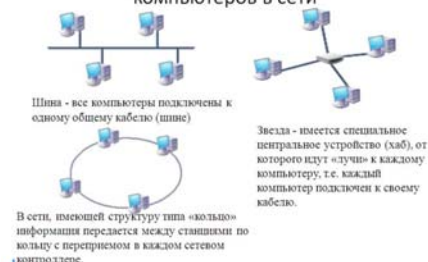 компьютеров в сети
Шина - все компьютеры подключены к
одному общему кабелю (шине)
Звезда - имеется специальное
центральное устройство (хаб), от
которого идут «лучи» к каждому
компьютеру, т.е. каждый
компьютер подключен к своему
кабелю.
В сети, имеющей структуру типа «кольцо»
информация передается между станциями по
кольцу с переприемом в каждом сетевом
контроллере.